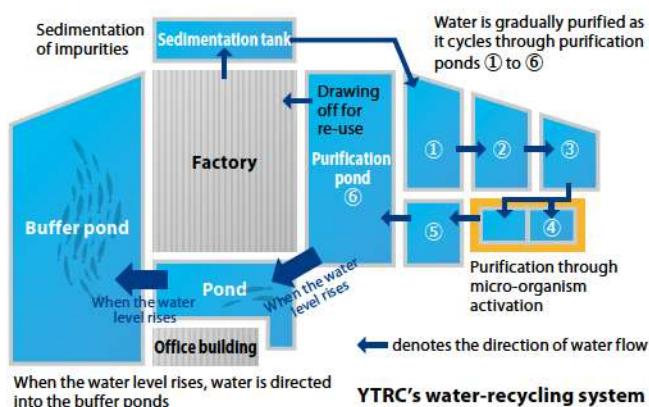 Sedimentation
of impurities
Sedimentation tank
Water is gradually purified as
it cycles through purification
ponds ① to ⑥
Drawing
off for
re-use
Factory
Purification
pond
⑥
①
②
③
④
⑤
Purification through
micro-organism
activation
Buffer pond
When the water
level rises
Pond
When the water
level rises
Office building
denotes the direction of water flow
When the water level rises, water is directed
into the buffer ponds
YTRC's water-recycling system